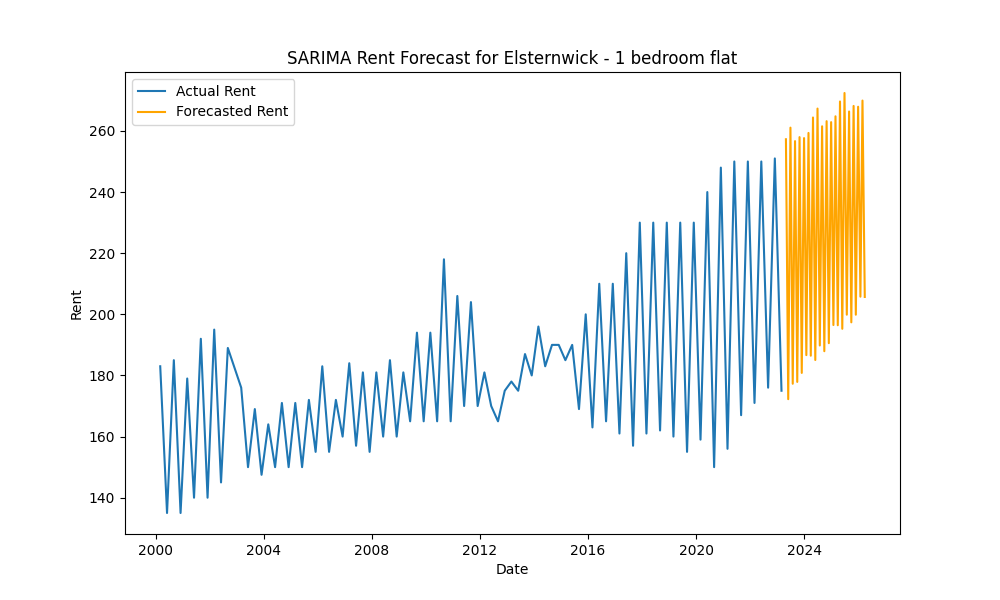 SARIMA Rent Forecast for Elsternwick - 1 bedroom flat
Actual Rent
Forecasted Rent
260
240
220
200
180
160
140
Rent
2000 2004 2008 2012 2016 2020 2024
Date